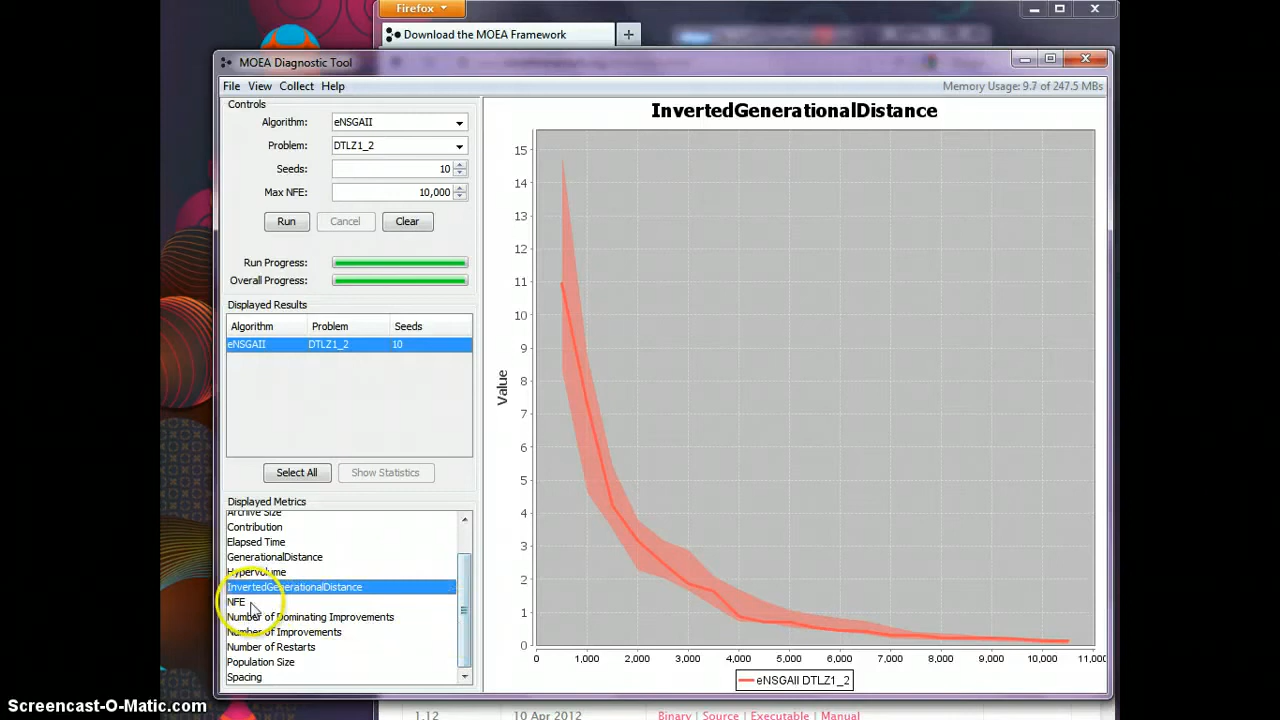 Firefox
Download the MOEA Framework
MOEA Diagnostic Tool
File View Collect Help
Memory Usage: 9.7 of 247.5 MBs
Controls
Algorithm: eNSGAII
Problem: DTLZ1_2
Seeds: 10
Max NFE: 10,000
Run Cancel Clear
Run Progress:
Overall Progress:
Displayed Results
Algorithm Problem Seeds
eNSGAII DTLZ1_2 10
Select All Show Statistics
Displayed Metrics
Archive Size
Contribution
Elapsed Time
GenerationalDistance
Hypervolume
InvertedGenerationalDistance
NFE
Number of Dominating Improvements
Number of Improvements
Number of Restarts
Population Size
Spacing
InvertedGenerationalDistance
Value
15
14
13
12
11
10
9
8
7
6
5
4
3
2
1
0
0 1,000 2,000 3,000 4,000 5,000 6,000 7,000 8,000 9,000 10,000 11,000
eNSGAII DTLZ1_2
1.12 10 Apr 2012 Binary | Source | Executable | Manual
Screencast-O-Matic.com